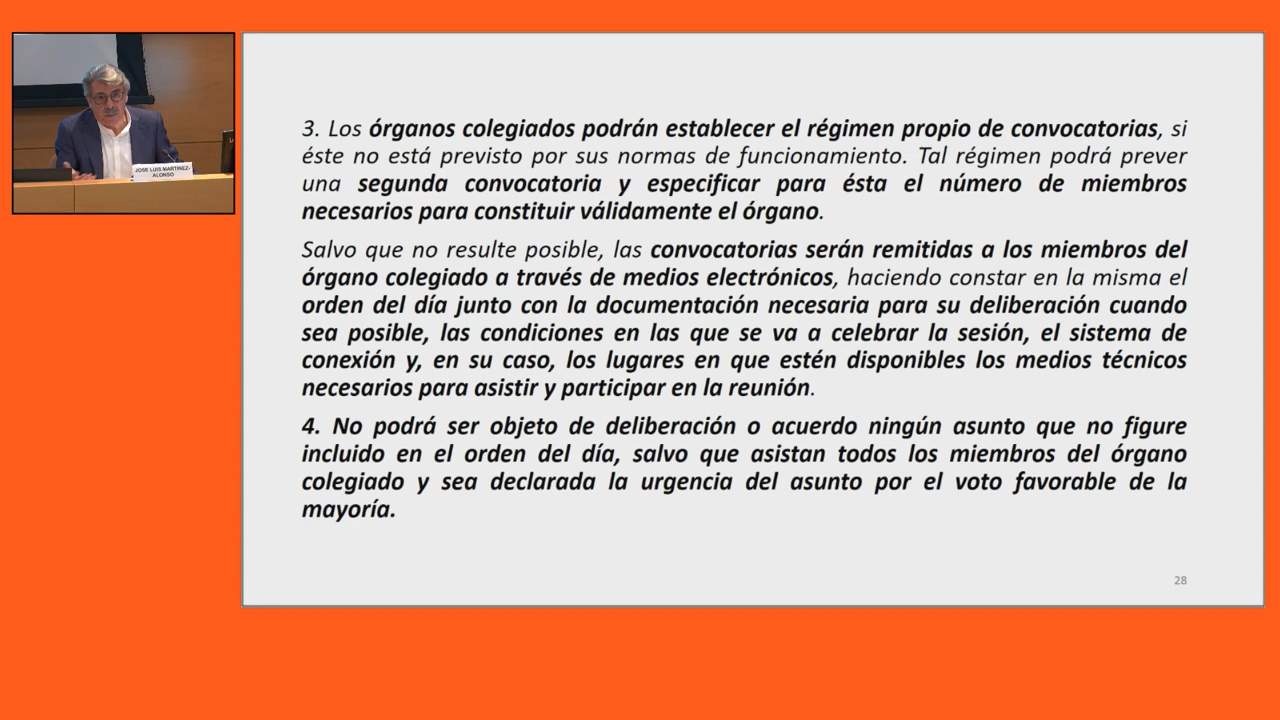 JOSE LUIS MARTINEZ-
ALONSO
3. Los órganos colegiados podrán establecer el régimen propio de convocatorias, si
éste no está previsto por sus normas de funcionamiento. Tal régimen podrá prever
una segunda convocatoria y especificar para ésta el número de miembros
necesarios para constituir válidamente el órgano.
Salvo que no resulte posible, las convocatorias serán remitidas a los miembros del
órgano colegiado a través de medios electrónicos, haciendo constar en la misma el
orden del día junto con la documentación necesaria para su deliberación cuando
sea posible, las condiciones en las que se va a celebrar la sesión, el sistema de
conexión y, en su caso, los lugares en que estén disponibles los medios técnicos
necesarios para asistir y participar en la reunión.
4. No podrá ser objeto de deliberación o acuerdo ningún asunto que no figure
incluido en el orden del día, salvo que asistan todos los miembros del órgano
colegiado y sea declarada la urgencia del asunto por el voto favorable de la
mayoría.
28